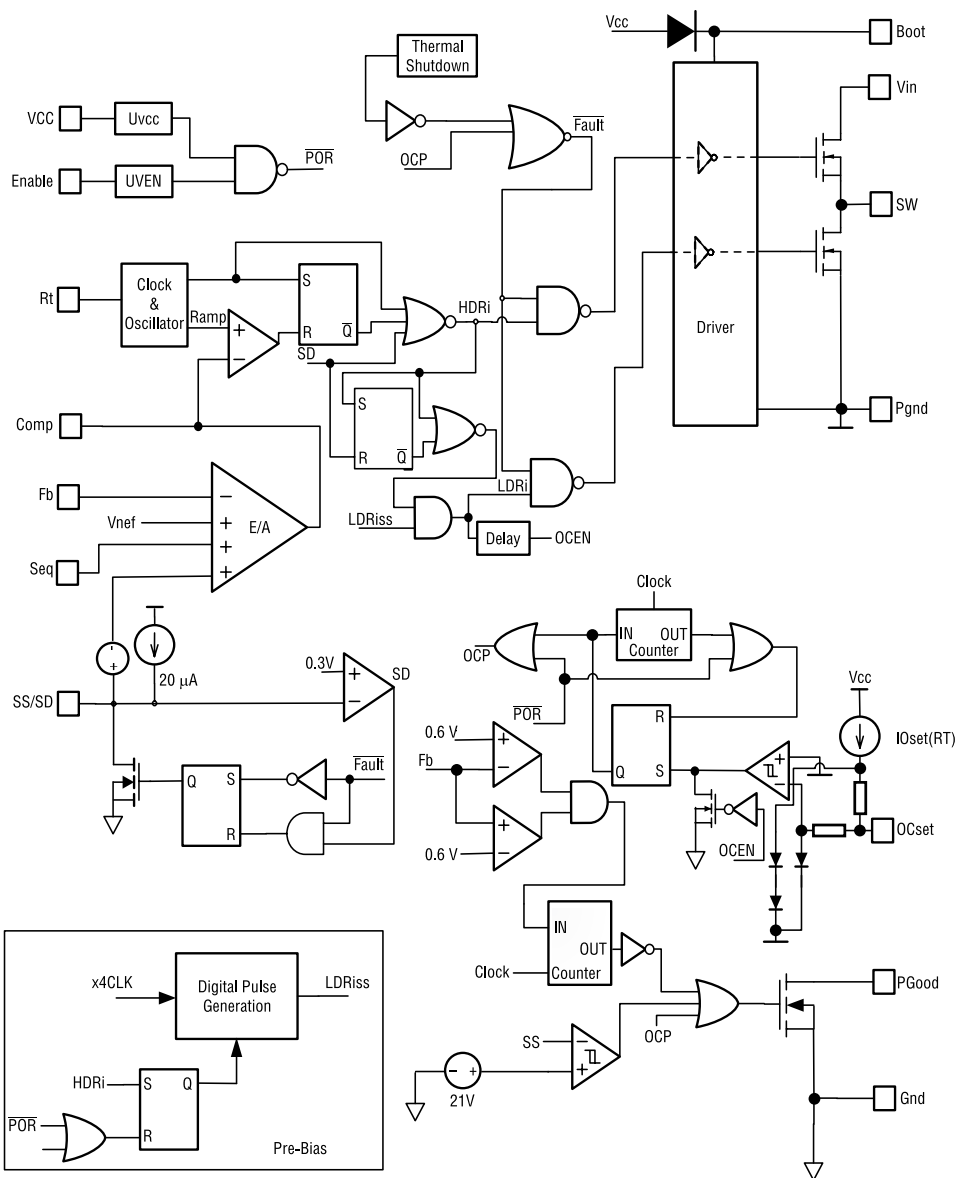 Vcc
Boot
Thermal
Shutdown
Vin
VCC
Uvcc
POR
OCP
Fault
Enable
UVEN
SW
Rt
Clock
&
Oscillator
Ramp
S
R
Q
SD
HDRi
Driver
S
R
Q
Comp
Pgnd
LDRi
LDRiss
Delay
OCEN
Fb
−
Vnef
+
E/A
Seq
+
+
Clock
IN
OUT
Counter
OCP
POR
- +
20 µA
0.3V
+
−
SD
SS/SD
Vcc
IOset(RT)
R
Q
S
+
−
0.6 V
+
−
Fb
+
−
0.6 V
Fault
Q
S
R
OCset
OCEN
IN
OUT
Clock
Counter
x4CLK
Digital Pulse
Generation
LDRiss
PGood
SS
−
+
OCP
- +
21V
HDRi
S
Q
R
POR
Pre-Bias
Gnd